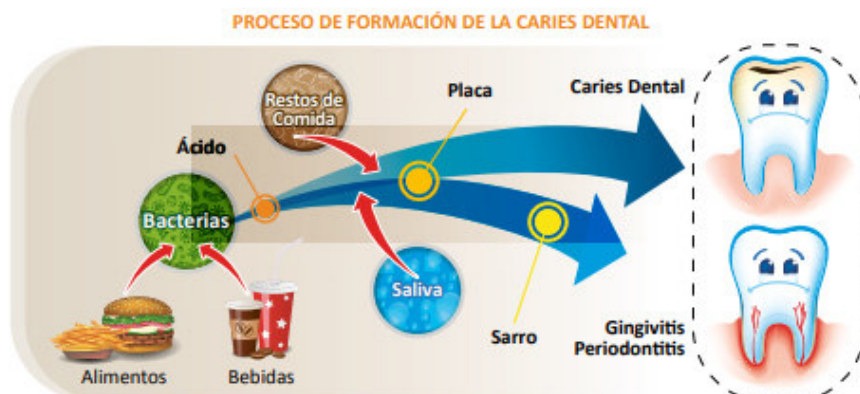 PROCESO DE FORMACIÓN DE LA CARIES DENTAL
Restos de
Comida
Placa
Caries Dental
Ácido
Bacterias
Saliva
Sarro
Gingivitis
Periodontitis
Alimentos
Bebidas